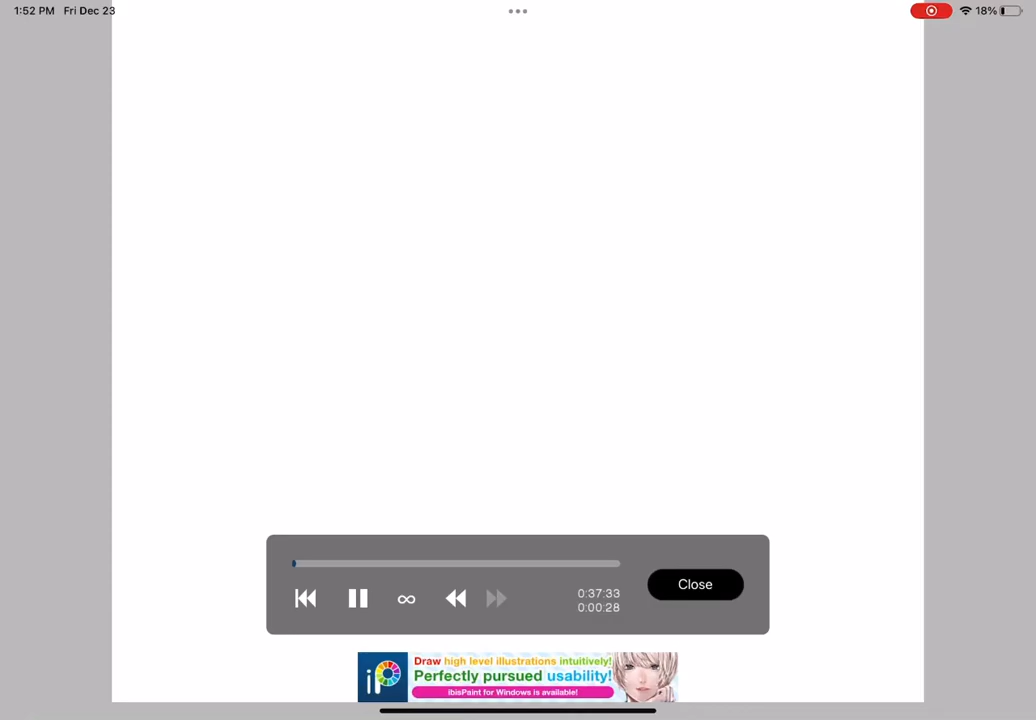 1:52 PM Fri Dec 23
18%
0:37:33
0:00:28
Close
iP
Draw high level illustrations intuitively!
Perfectly pursued usability!
ibisPaint for Windows is available!